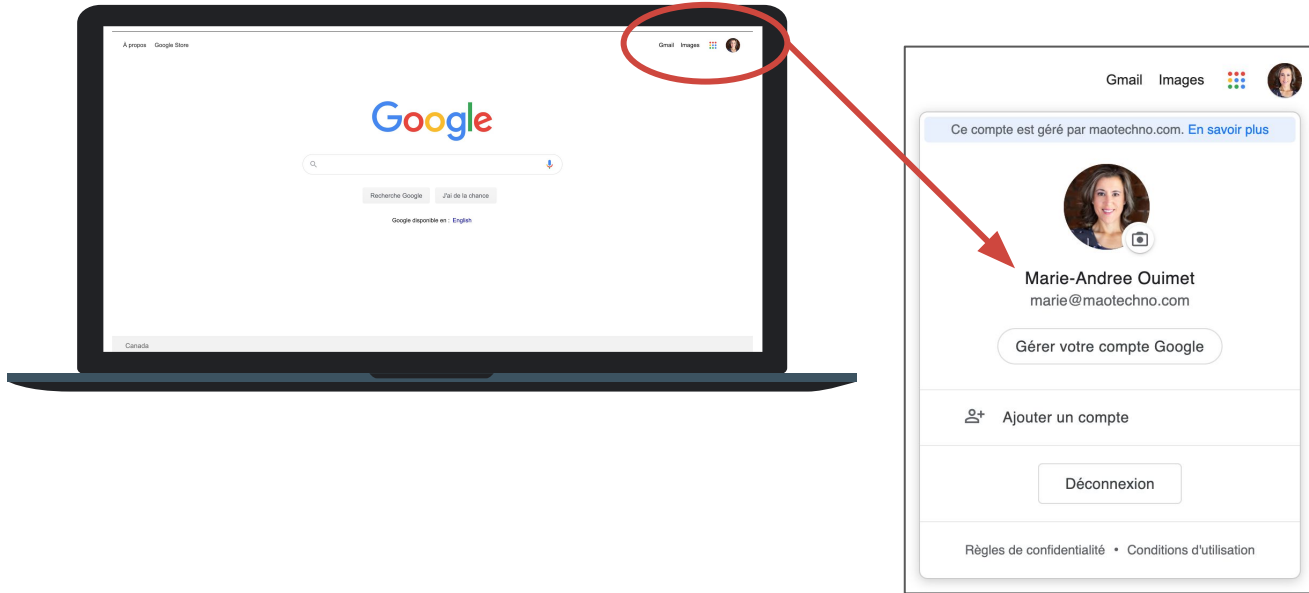 À propos Google Store
Gmail Images
Google
Recherche Google J'ai de la chance
Google disponible en : English
Canada
Gmail Images
Ce compte est géré par maotechno.com. En savoir plus
Marie-Andree Ouimet
marie@maotechno.com
Gérer votre compte Google
Ajouter un compte
Déconnexion
Règles de confidentialité • Conditions d'utilisation